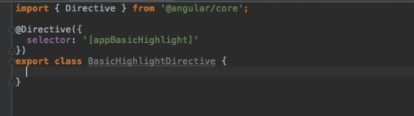 import { Directive } from '@angular/core';
@Directive({
selector: '[appBasicHighlight]'
})
export class BasicHighlightDirective {
}